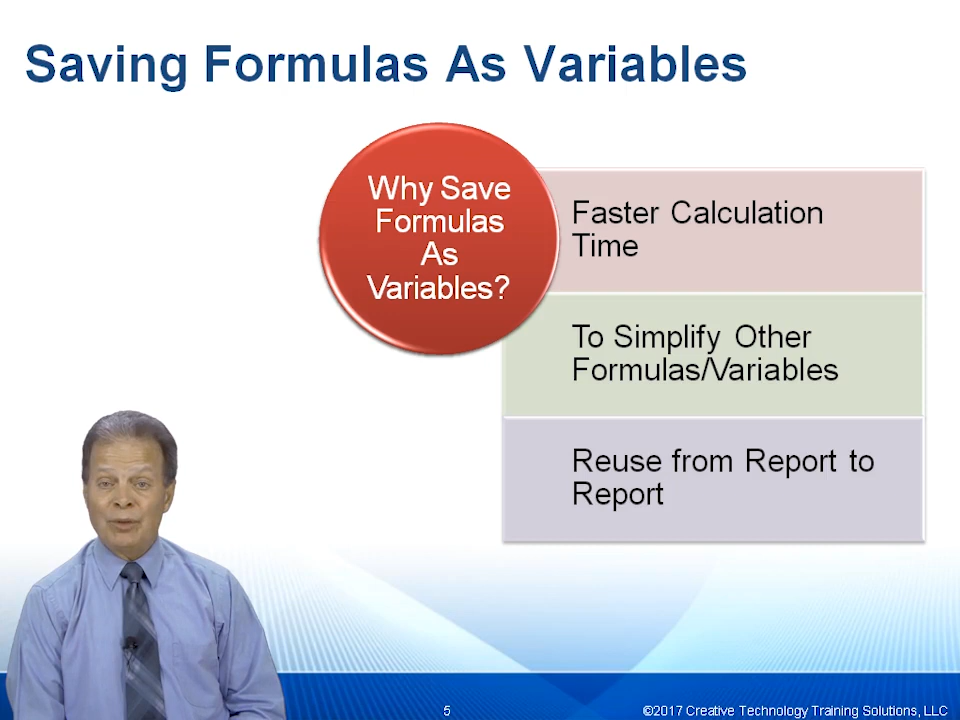 Saving Formulas As Variables
Why Save
Formulas
As
Variables?
Faster Calculation
Time
To Simplify Other
Formulas/Variables
Reuse from Report to
Report
5
©2017 Creative Technology Training Solutions, LLC